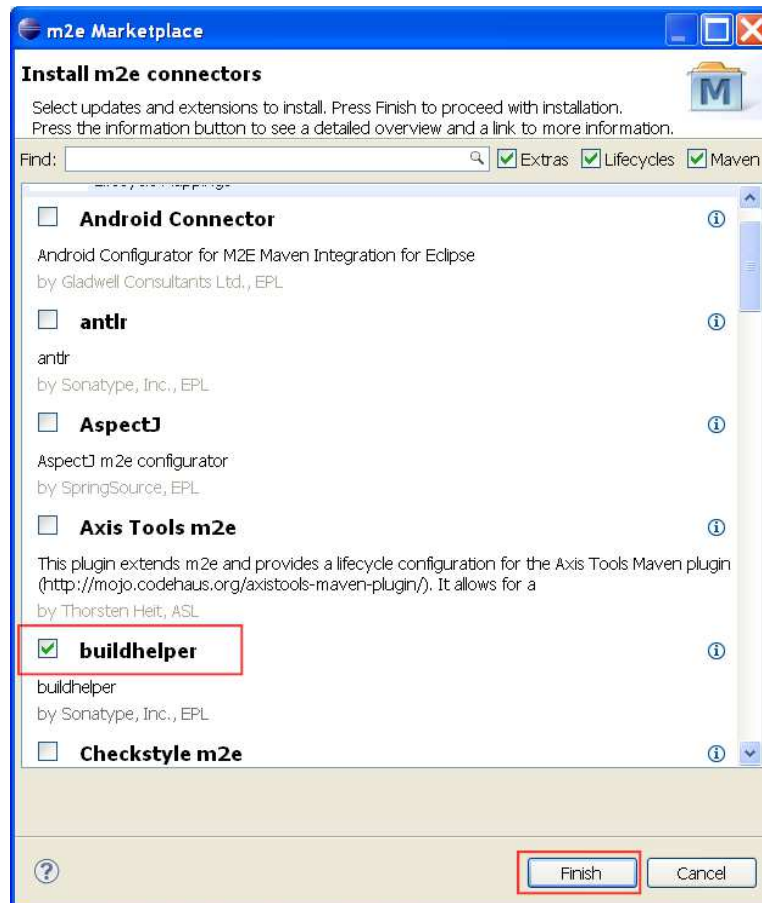 m2e Marketplace
Install m2e connectors
Select updates and extensions to install. Press Finish to proceed with installation.
Press the information button to see a detailed overview and a link to more information.
Find: Extras Lifecycles Maven
Lifecycle Mappings
Android Connector
Android Configurator for M2E Maven Integration for Eclipse
by Gladwell Consultants Ltd., EPL
antlr
antlr
by Sonatype, Inc., EPL
AspectJ
AspectJ m2e configurator
by SpringSource, EPL
Axis Tools m2e
This plugin extends m2e and provides a lifecycle configuration for the Axis Tools Maven plugin
(http://mojo.codehaus.org/axistools-maven-plugin/). It allows for a
by Thorsten Heit, ASL
buildhelper
buildhelper
by Sonatype, Inc., EPL
Checkstyle m2e
Finish Cancel